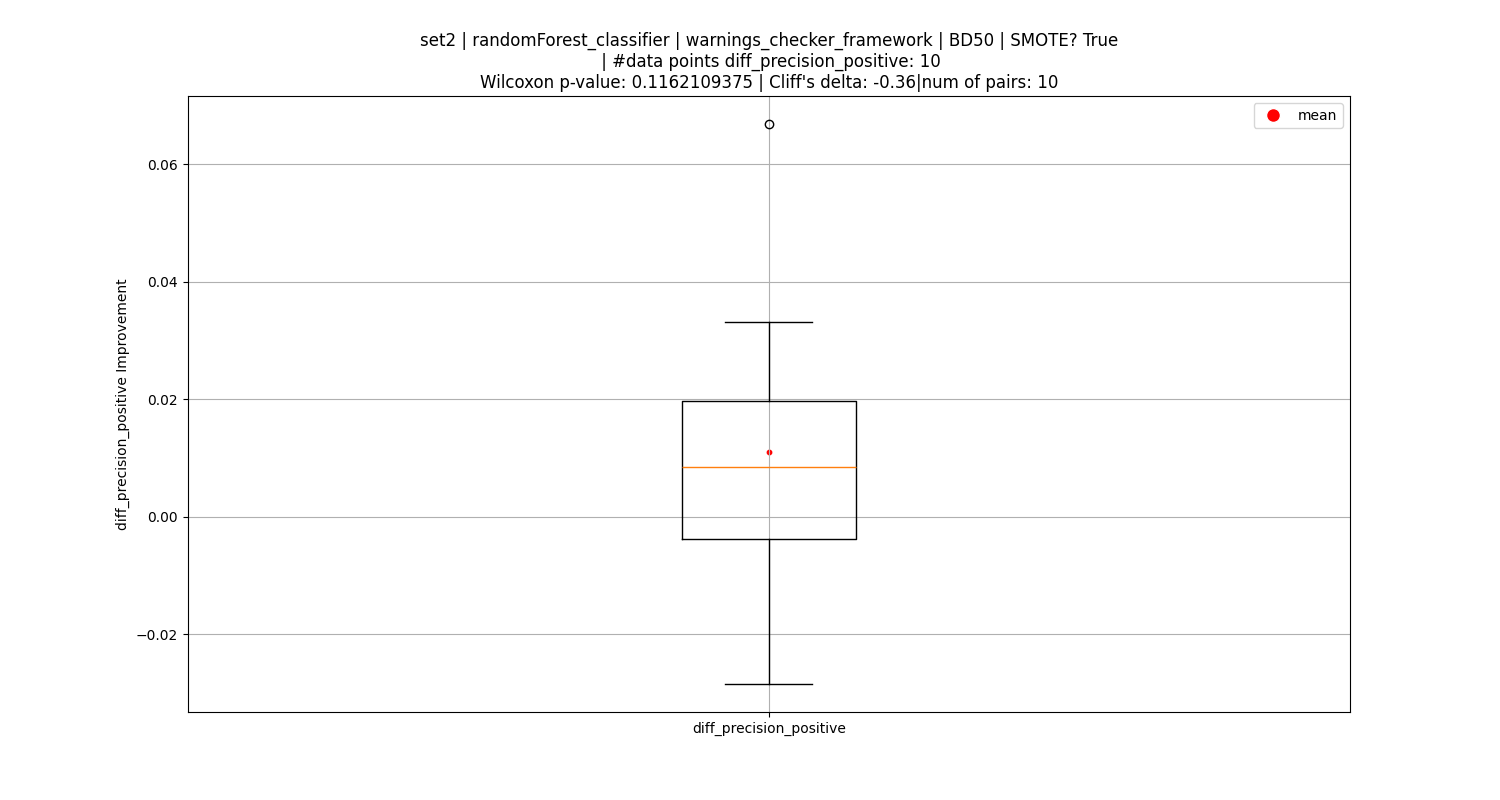 set2 | randomForest_classifier | warnings_checker_framework | BD50 | SMOTE? True
| #data points diff_precision_positive: 10
Wilcoxon p-value: 0.1162109375 | Cliff's delta: -0.36|num of pairs: 10
mean
0.06
0.04
0.02
0.00
−0.02
diff_precision_positive Improvement
diff_precision_positive